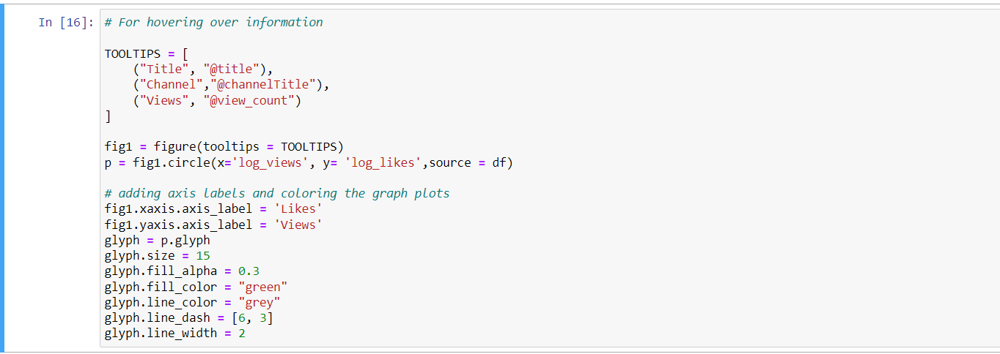 In [16]: # For hovering over information
TOOLTIPS = [
    ("Title", "@title"),
    ("Channel","@channelTitle"),
    ("Views", "@view_count")
]
fig1 = figure(tooltips = TOOLTIPS)
p = fig1.circle(x='log_views', y= 'log_likes',source = df)
# adding axis labels and coloring the graph plots
fig1.xaxis.axis_label = 'Likes'
fig1.yaxis.axis_label = 'Views'
glyph = p.glyph
glyph.size = 15
glyph.fill_alpha = 0.3
glyph.fill_color = "green"
glyph.line_color = "grey"
glyph.line_dash = [6, 3]
glyph.line_width = 2